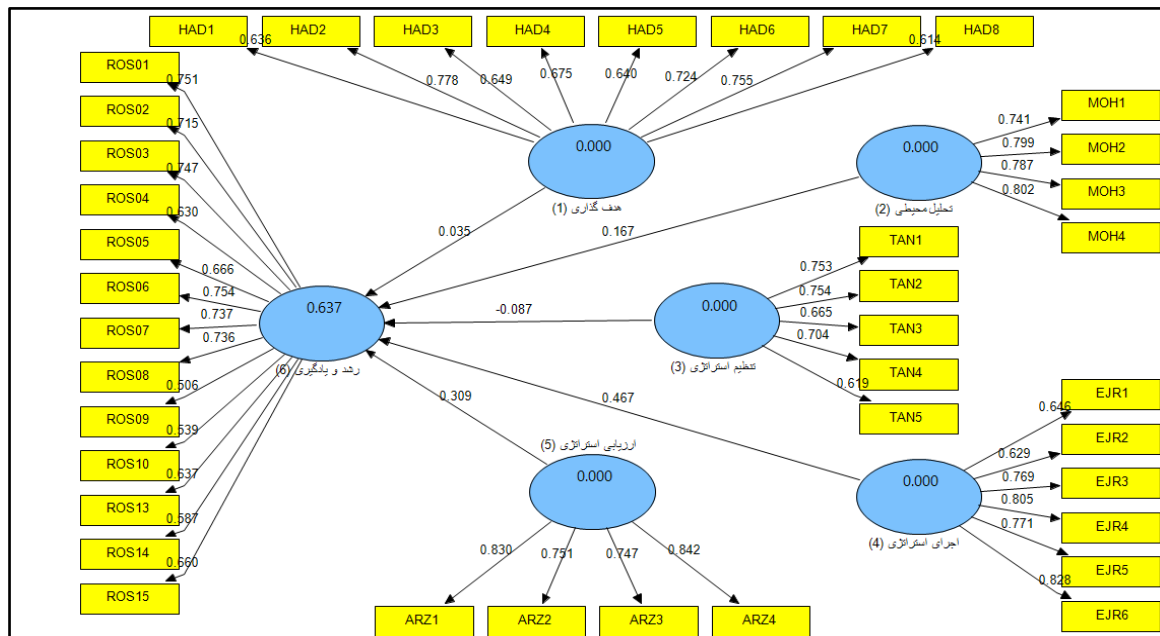 HAD1
HAD2
HAD3
HAD4
HAD5
HAD6
HAD7
HAD8
0.636
0.778
0.649
0.675
0.640
0.724
0.755
0.614
ROS01
ROS02
ROS03
ROS04
ROS05
ROS06
ROS07
ROS08
ROS09
ROS10
ROS13
ROS14
ROS15
0.751
0.715
0.747
0.630
0.666
0.754
0.737
0.736
0.506
0.539
0.637
0.587
0.660
0.000
هدف گذاری (1)
0.035
0.000
تحلیل محیطی (2)
0.167
0.741
0.799
0.787
0.802
MOH1
MOH2
MOH3
MOH4
0.637
رشد و یادگیری (6)
-0.087
0.000
تنظیم استراتژی (3)
0.753
0.754
0.665
0.704
0.619
TAN1
TAN2
TAN3
TAN4
TAN5
0.309
0.467
ارزیابی استراتژی (5)
0.000
0.830
0.751
0.747
0.842
ARZ1
ARZ2
ARZ3
ARZ4
0.000
اجرای استراتژی (4)
0.646
0.629
0.769
0.805
0.771
0.828
EJR1
EJR2
EJR3
EJR4
EJR5
EJR6